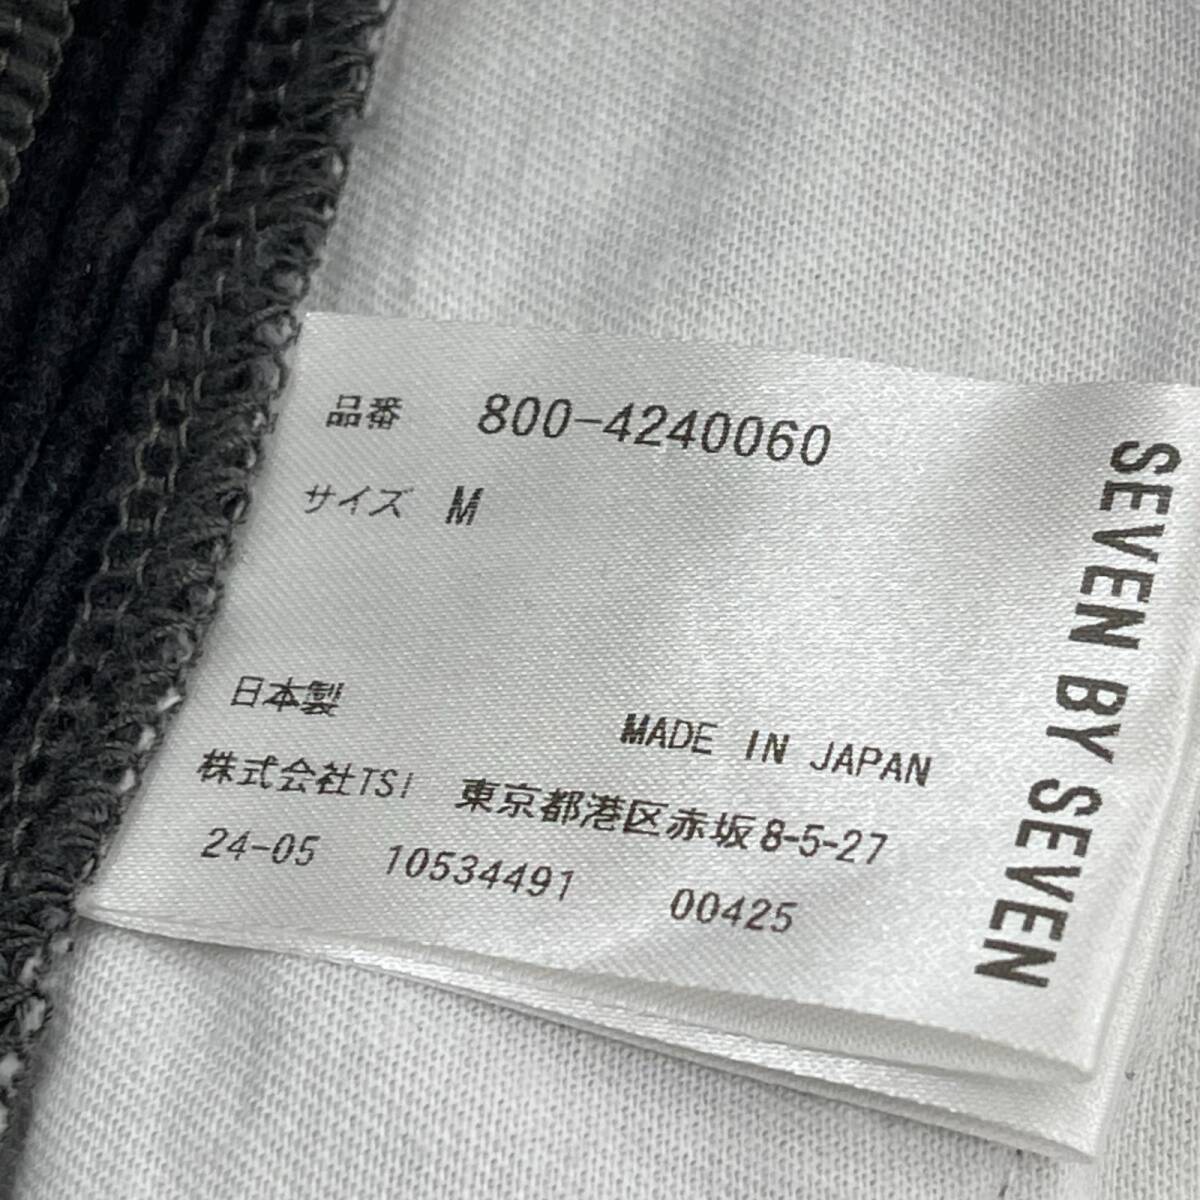 品番 800-4240060
サイズ M
日本製 MADE IN JAPAN
株式会社TSI 東京都港区赤坂8-5-27
24-05 10534491 00425
SEVEN BY SEVEN